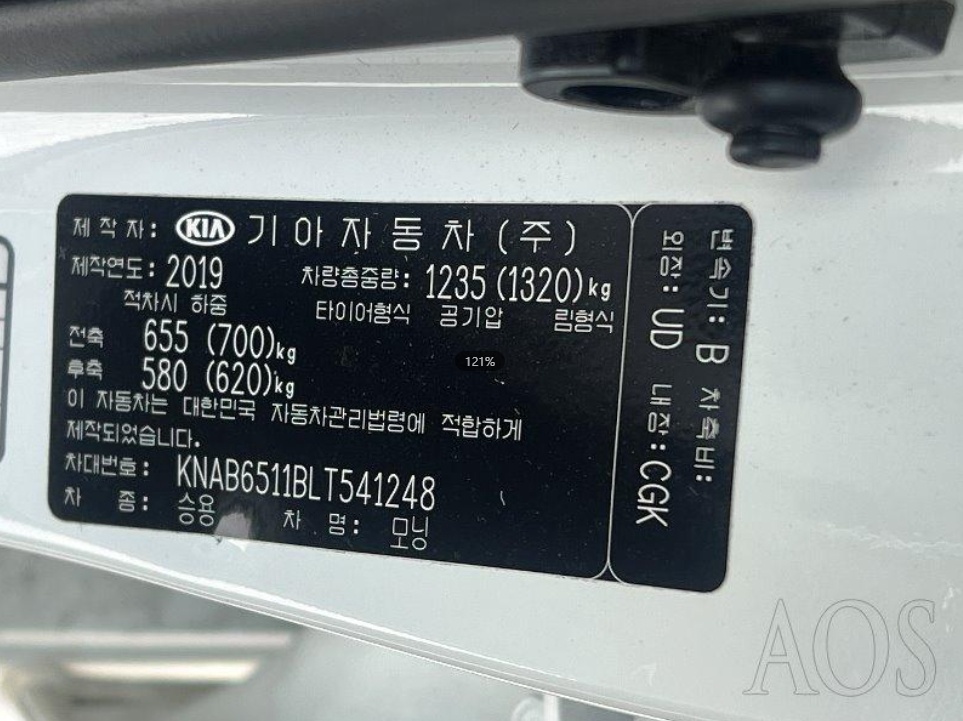 제 작 자: KIA 기 아 자 동 차 (주)
제작연도: 2019 차량총중량: 1235 (1320)kg
적차시 하중 타이어형식 공기압 림형식
전축 655 (700)kg
후축 580 (620)kg
이 자동차는 대한민국 자동차관리법령에 적합하게
제작되었습니다.
차대번호: KNAB6511BLT541248
차 종: 승용 차 명: 모닝
변속기: B 차축비:
외장: UD 내장: CGK
121%
AOS